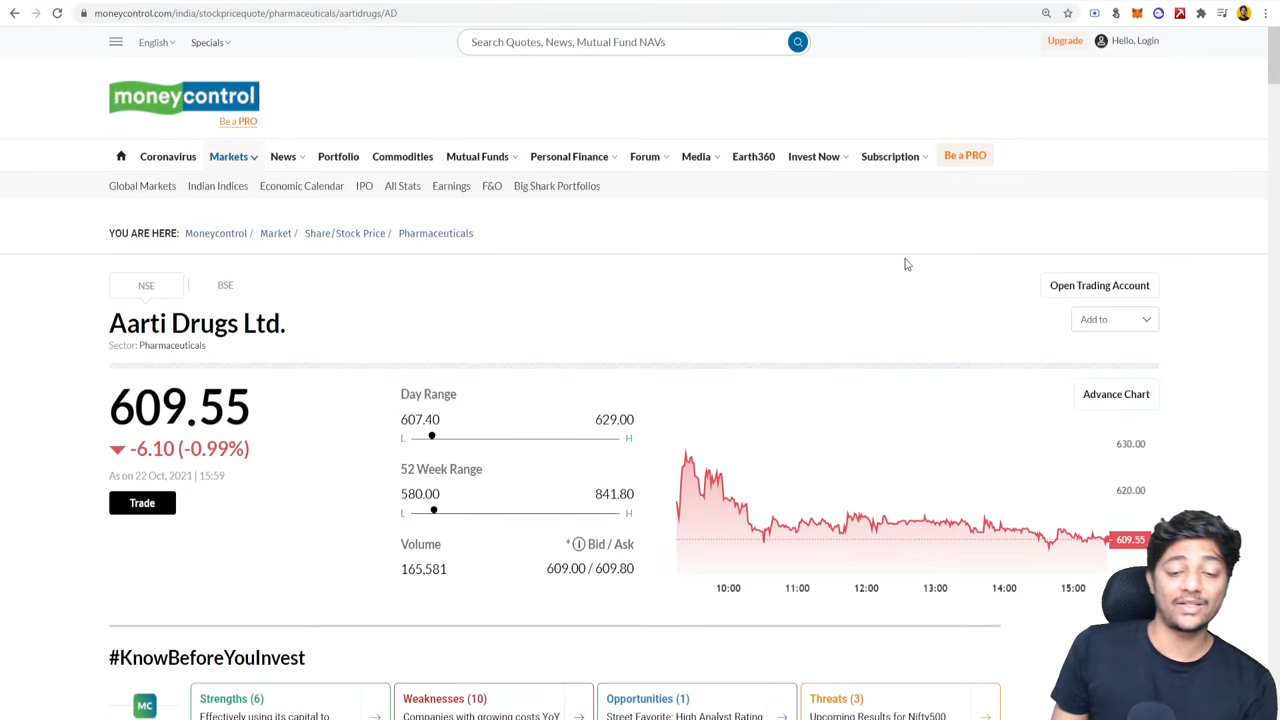 moneycontrol.com/india/stockpricequote/pharmaceuticals/aartidrugs/AD
English Specials Search Quotes, News, Mutual Fund NAVs Upgrade Hello, Login
moneycontrol
Be a PRO
Coronavirus Markets News Portfolio Commodities Mutual Funds Personal Finance Forum Media Earth360 Invest Now Subscription Be a PRO
Global Markets Indian Indices Economic Calendar IPO All Stats Earnings F&O Big Shark Portfolios
YOU ARE HERE: Moneycontrol / Market / Share/Stock Price / Pharmaceuticals
NSE BSE Open Trading Account
Aarti Drugs Ltd. Add to
Sector: Pharmaceuticals
609.55 Day Range Advance Chart
607.40 629.00
L H
-6.10 (-0.99%)
As on 22 Oct, 2021 | 15:59
Trade
52 Week Range
580.00 841.80
L H
Volume * Bid / Ask
165,581 609.00 / 609.80
630.00
620.00
609.55
10:00 11:00 12:00 13:00 14:00 15:00
#KnowBeforeYouInvest
MC
Strengths (6) Weaknesses (10) Opportunities (1) Threats (3)
Effectively using its capital to Companies with growing costs YoY Street Favorite: High Analyst Rating Upcoming Results for Nifty500